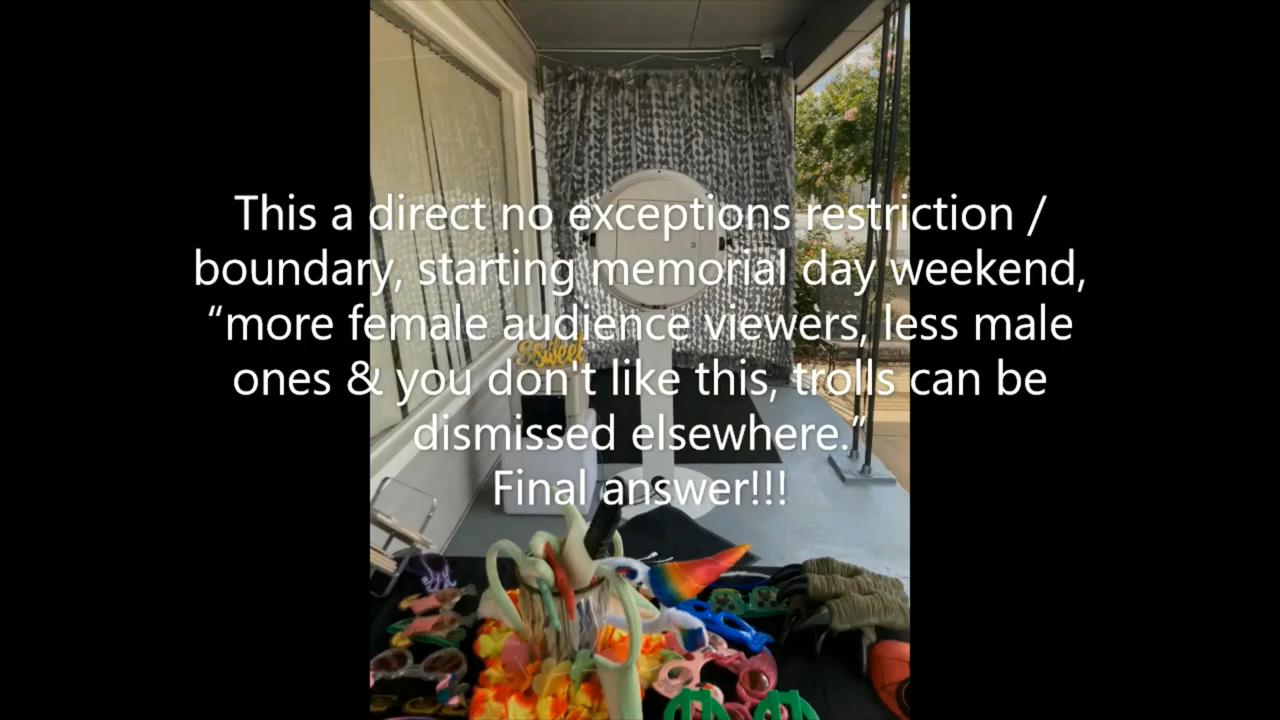 This a direct no exceptions restriction /
boundary, starting memorial day weekend,
“more female audience viewers, less male
ones & you don't like this, trolls can be
dismissed elsewhere.”
Final answer!!!
sweet